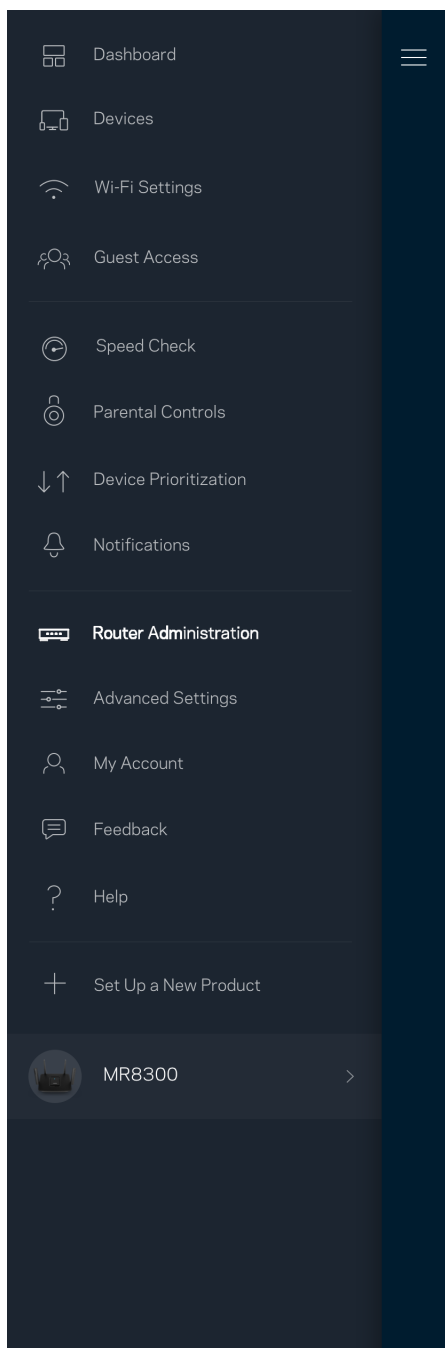 Dashboard
Devices
Wi-Fi Settings
Guest Access
Speed Check
Parental Controls
Device Prioritization
Notifications
Router Administration
Advanced Settings
My Account
Feedback
Help
Set Up a New Product
MR8300